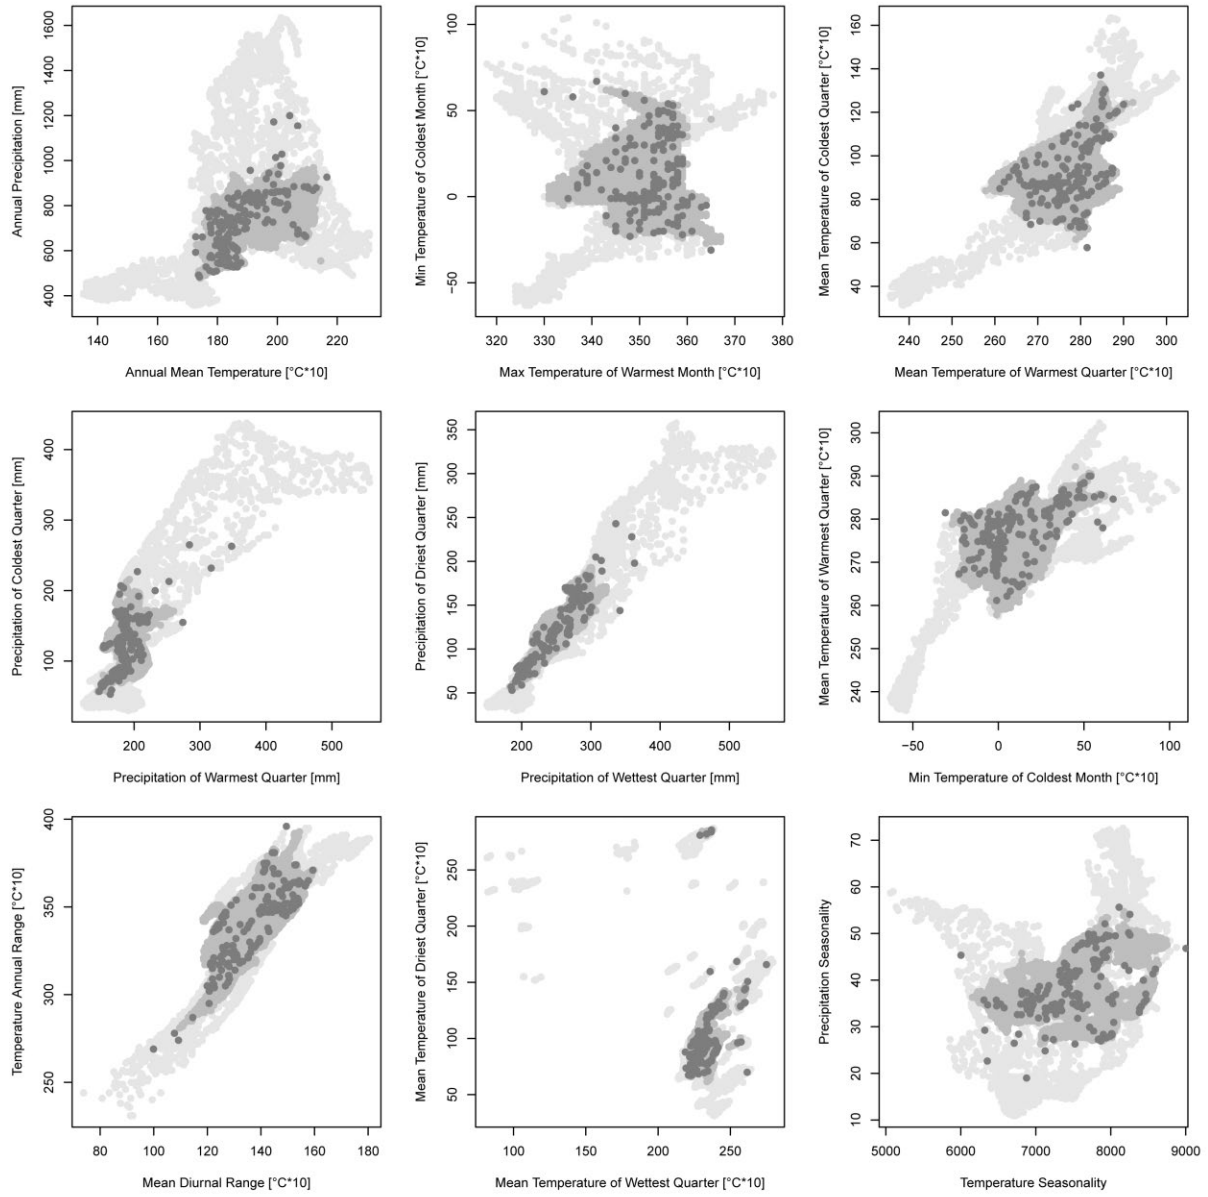 1600
1400
1200
1000
800
600
400
Annual Precipitation [mm]
140 160 180 200 220
Annual Mean Temperature [°C*10]
100
50
0
−50
Min Temperature of Coldest Month [°C*10]
320 330 340 350 360 370 380
Max Temperature of Warmest Month [°C*10]
160
140
120
100
80
60
40
Mean Temperature of Coldest Quarter [°C*10]
240 250 260 270 280 290 300
Mean Temperature of Warmest Quarter [°C*10]
400
300
200
100
Precipitation of Coldest Quarter [mm]
200 300 400 500
Precipitation of Warmest Quarter [mm]
350
300
250
200
150
100
50
Precipitation of Driest Quarter [mm]
200 300 400 500
Precipitation of Wettest Quarter [mm]
300
290
280
270
260
250
240
Mean Temperature of Warmest Quarter [°C*10]
−50 0 50 100
Min Temperature of Coldest Month [°C*10]
400
350
300
250
Temperature Annual Range [°C*10]
80 100 120 140 160 180
Mean Diurnal Range [°C*10]
250
200
150
100
50
Mean Temperature of Driest Quarter [°C*10]
100 150 200 250
Mean Temperature of Wettest Quarter [°C*10]
70
60
50
40
30
20
10
Precipitation Seasonality
5000 6000 7000 8000 9000
Temperature Seasonality